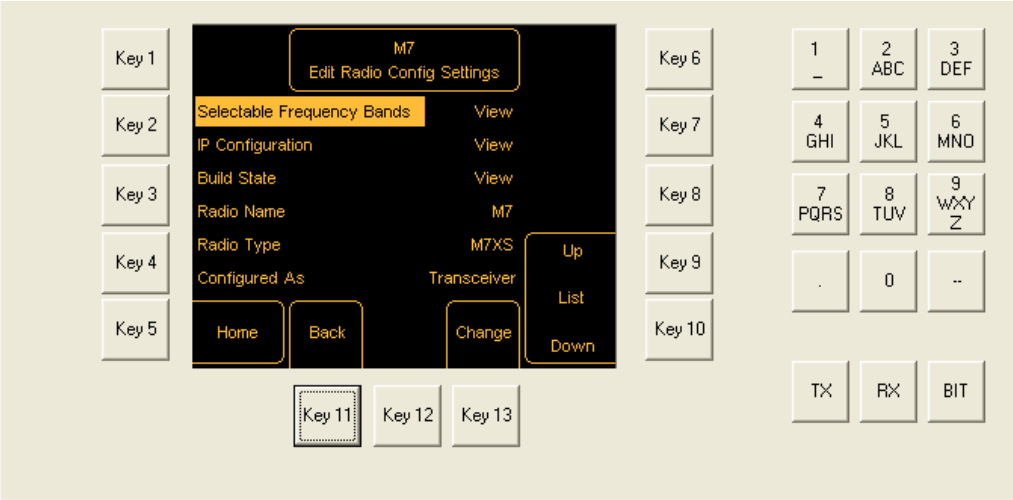 Key 1
Key 2
Key 3
Key 4
Key 5
M7
Edit Radio Config Settings
Selectable Frequency Bands View
IP Configuration View
Build State View
Radio Name M7
Radio Type M7XS
Configured As Transceiver
Up
List
Down
Home Back Change
Key 6
Key 7
Key 8
Key 9
Key 10
Key 11 Key 12 Key 13
1 2 3
_ ABC DEF
4 5 6
GHI JKL MNO
7 8 9
PQRS TUV WXY
Z
. 0 --
TX RX BIT